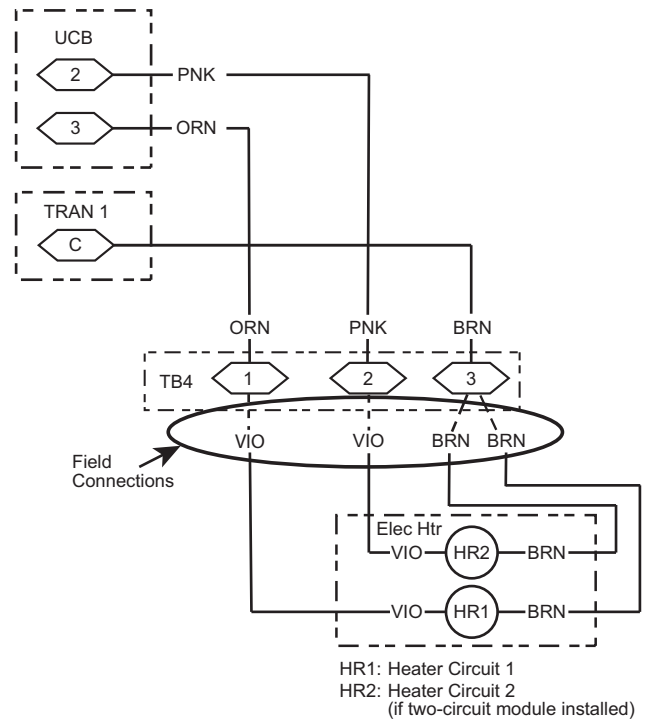 UCB
2 PNK
3 ORN
TRAN 1
C
ORN PNK BRN
TB4 1 2 3
VIO VIO BRN BRN
Field
Connections
Elec Htr
VIO HR2 BRN
VIO HR1 BRN
HR1: Heater Circuit 1
HR2: Heater Circuit 2
(if two-circuit module installed)